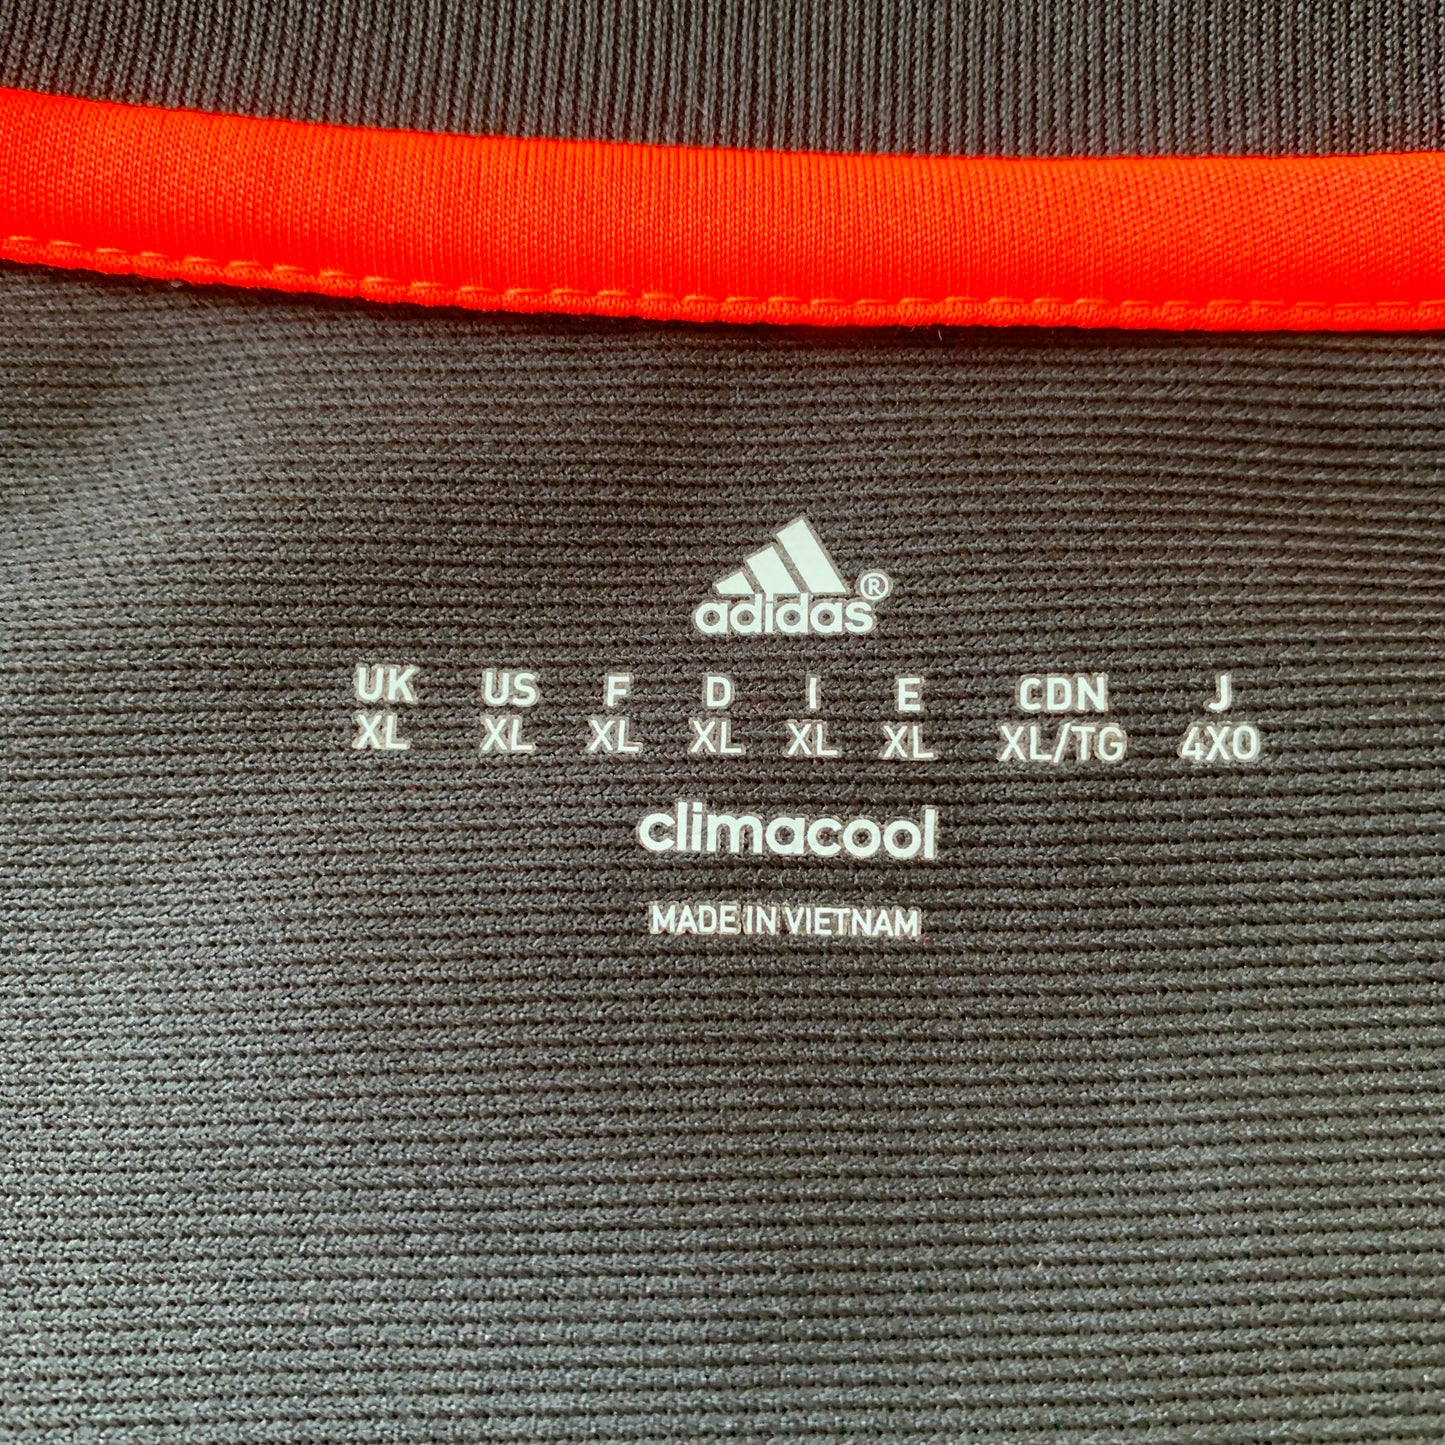 adidas®
UK US F D I E CDN J
XL XL XL XL XL XL XL/TG 4XO
climacool
MADE IN VIETNAM